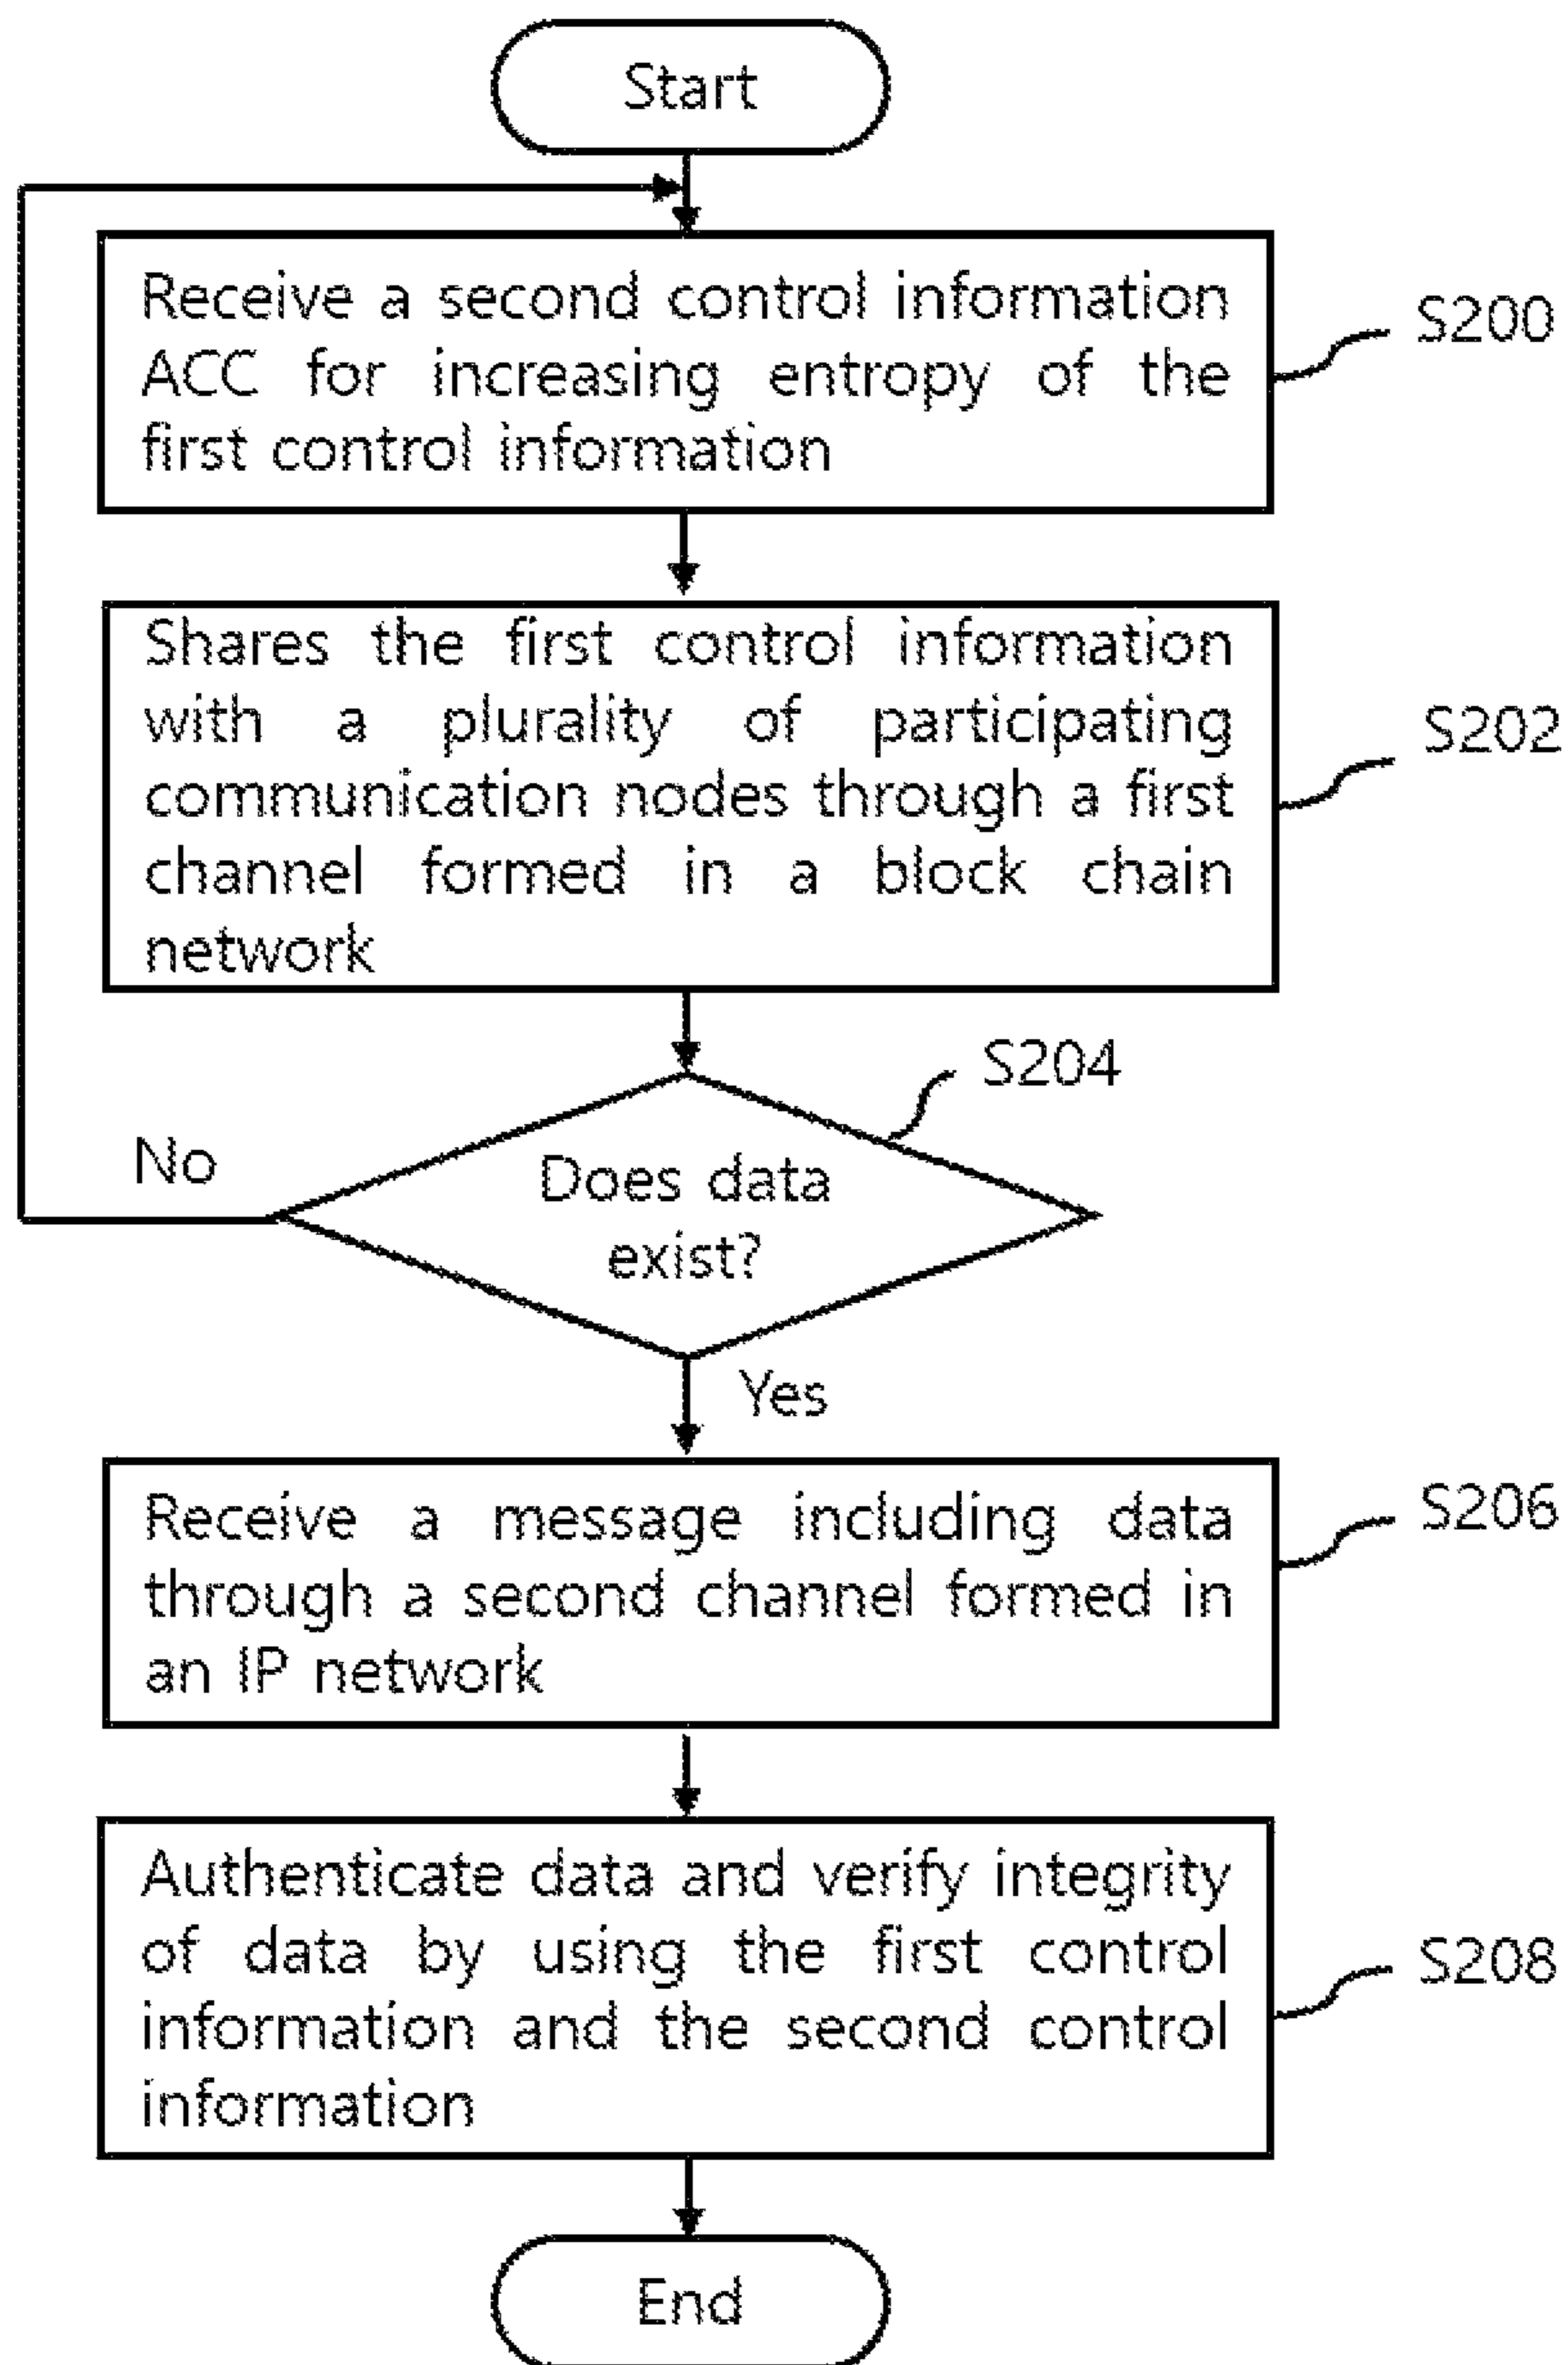 Start
Receive a second control information
ACC for increasing entropy of the
first control information
S200
Shares the first control information
with a plurality of participating
communication nodes through a first
channel formed in a block chain
network
S202
S204
No
Does data
exist?
Yes
Receive a message including data
through a second channel formed in
an IP network
S206
Authenticate data and verify integrity
of data by using the first control
information and the second control
information
S208
End